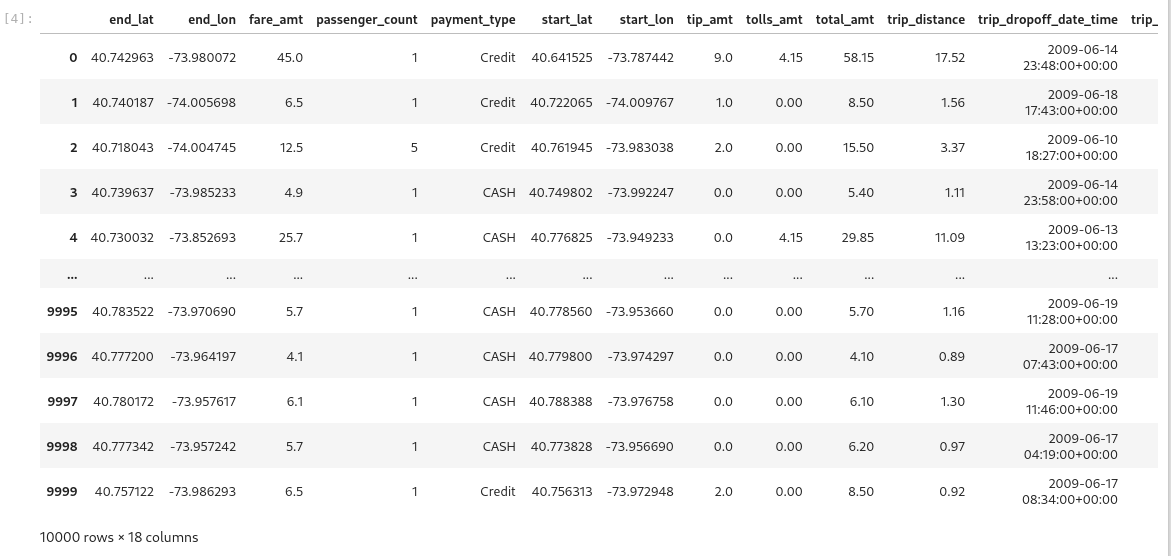 [4]:
end_lat end_lon fare_amt passenger_count payment_type start_lat start_lon tip_amt tolls_amt total_amt trip_distance trip_dropoff_date_time trip_
0 40.742963 -73.980072 45.0 1 Credit 40.641525 -73.787442 9.0 4.15 58.15 17.52 2009-06-14
23:48:00+00:00
1 40.740187 -74.005698 6.5 1 Credit 40.722065 -74.009767 1.0 0.00 8.50 1.56 2009-06-18
17:43:00+00:00
2 40.718043 -74.004745 12.5 5 Credit 40.761945 -73.983038 2.0 0.00 15.50 3.37 2009-06-10
18:27:00+00:00
3 40.739637 -73.985233 4.9 1 CASH 40.749802 -73.992247 0.0 0.00 5.40 1.11 2009-06-14
23:58:00+00:00
4 40.730032 -73.852693 25.7 1 CASH 40.776825 -73.949233 0.0 4.15 29.85 11.09 2009-06-13
13:23:00+00:00
... ... ... ... ... ... ... ... ... ... ... ... ...
9995 40.783522 -73.970690 5.7 1 CASH 40.778560 -73.953660 0.0 0.00 5.70 1.16 2009-06-19
11:28:00+00:00
9996 40.777200 -73.964197 4.1 1 CASH 40.779800 -73.974297 0.0 0.00 4.10 0.89 2009-06-17
07:43:00+00:00
9997 40.780172 -73.957617 6.1 1 CASH 40.788388 -73.976758 0.0 0.00 6.10 1.30 2009-06-19
11:46:00+00:00
9998 40.777342 -73.957242 5.7 1 CASH 40.773828 -73.956690 0.0 0.00 6.20 0.97 2009-06-17
04:19:00+00:00
9999 40.757122 -73.986293 6.5 1 Credit 40.756313 -73.972948 2.0 0.00 8.50 0.92 2009-06-17
08:34:00+00:00
10000 rows × 18 columns